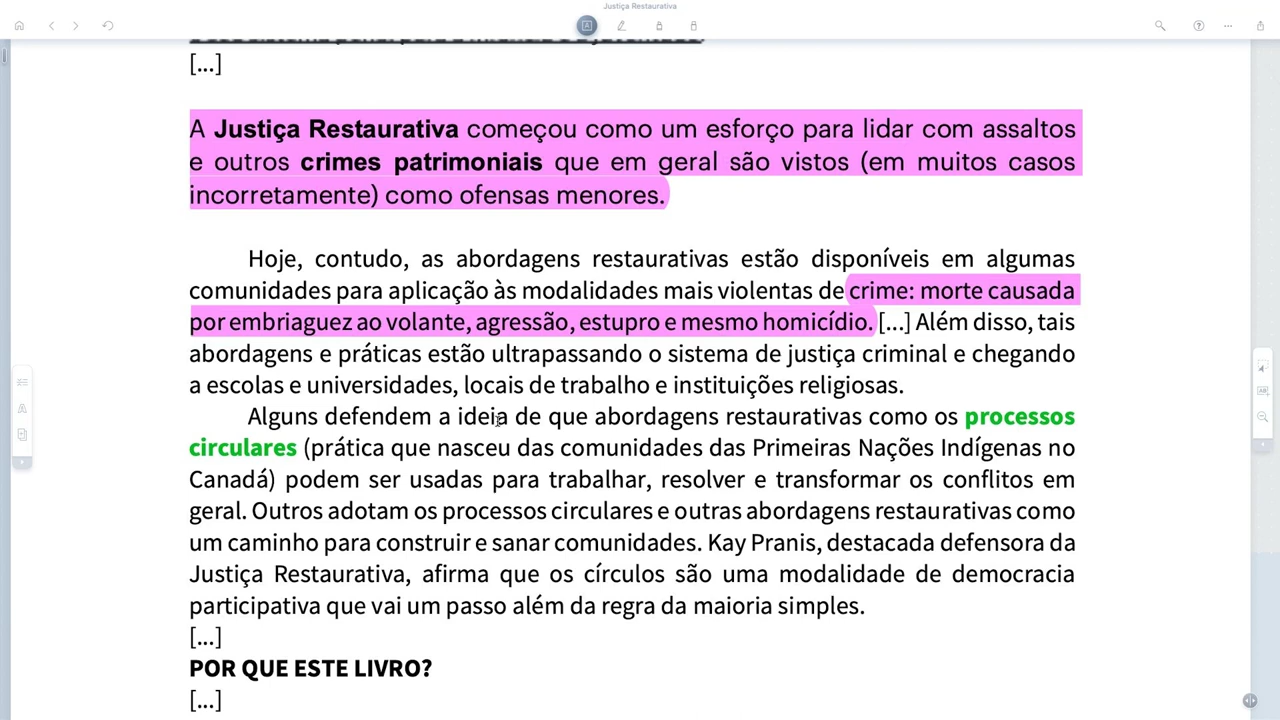 Justiça Restaurativa
[...]
A Justiça Restaurativa começou como um esforço para lidar com assaltos
e outros crimes patrimoniais que em geral são vistos (em muitos casos
incorretamente) como ofensas menores.
Hoje, contudo, as abordagens restaurativas estão disponíveis em algumas
comunidades para aplicação às modalidades mais violentas de crime: morte causada
por embriaguez ao volante, agressão, estupro e mesmo homicídio. [...] Além disso, tais
abordagens e práticas estão ultrapassando o sistema de justiça criminal e chegando
a escolas e universidades, locais de trabalho e instituições religiosas.
Alguns defendem a ideia de que abordagens restaurativas como os processos
circulares (prática que nasceu das comunidades das Primeiras Nações Indígenas no
Canadá) podem ser usadas para trabalhar, resolver e transformar os conflitos em
geral. Outros adotam os processos circulares e outras abordagens restaurativas como
um caminho para construir e sanar comunidades. Kay Pranis, destacada defensora da
Justiça Restaurativa, afirma que os círculos são uma modalidade de democracia
participativa que vai um passo além da regra da maioria simples.
[...]
POR QUE ESTE LIVRO?
[...]